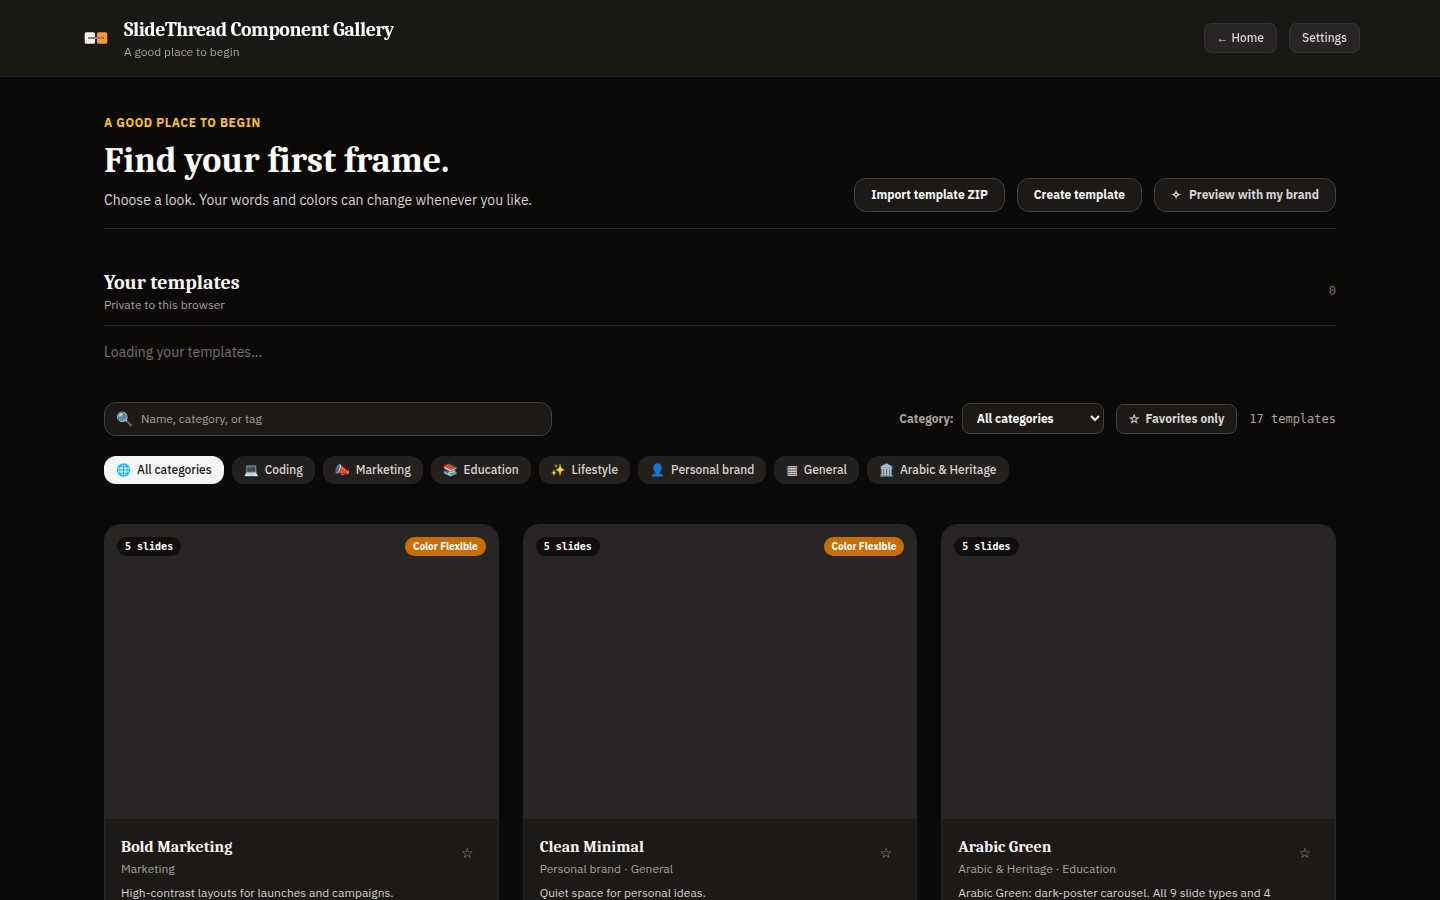 SlideThread Component Gallery
A good place to begin
← Home
Settings
A GOOD PLACE TO BEGIN
Find your first frame.
Choose a look. Your words and colors can change whenever you like.
Import template ZIP
Create template
✧ Preview with my brand
Your templates
Private to this browser
0
Loading your templates...
🔍 Name, category, or tag
Category:
All categories
☆ Favorites only
17 templates
🌐 All categories
💻 Coding
📣 Marketing
📚 Education
✨ Lifestyle
👤 Personal brand
▦ General
🏛️ Arabic & Heritage
5 slides
Color Flexible
5 slides
Color Flexible
5 slides
Bold Marketing
☆
Marketing
High-contrast layouts for launches and campaigns.
Clean Minimal
☆
Personal brand · General
Quiet space for personal ideas.
Arabic Green
☆
Arabic & Heritage · Education
Arabic Green: dark-poster carousel. All 9 slide types and 4